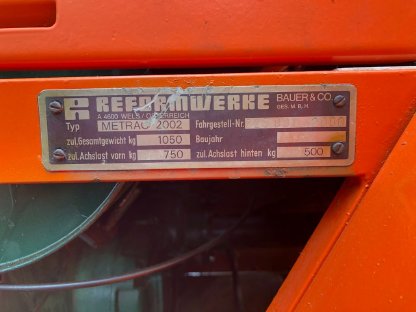 R REFORMWERKE BAUER & CO.
A 4600 WELS / ÖSTERREICH GES. M. B. H.
Typ METRAC 2002 Fahrgestell-Nr.
zul. Gesamtgewicht kg 1050 Baujahr
zul. Achslast vorn kg 750 zul. Achslast hinten kg 500